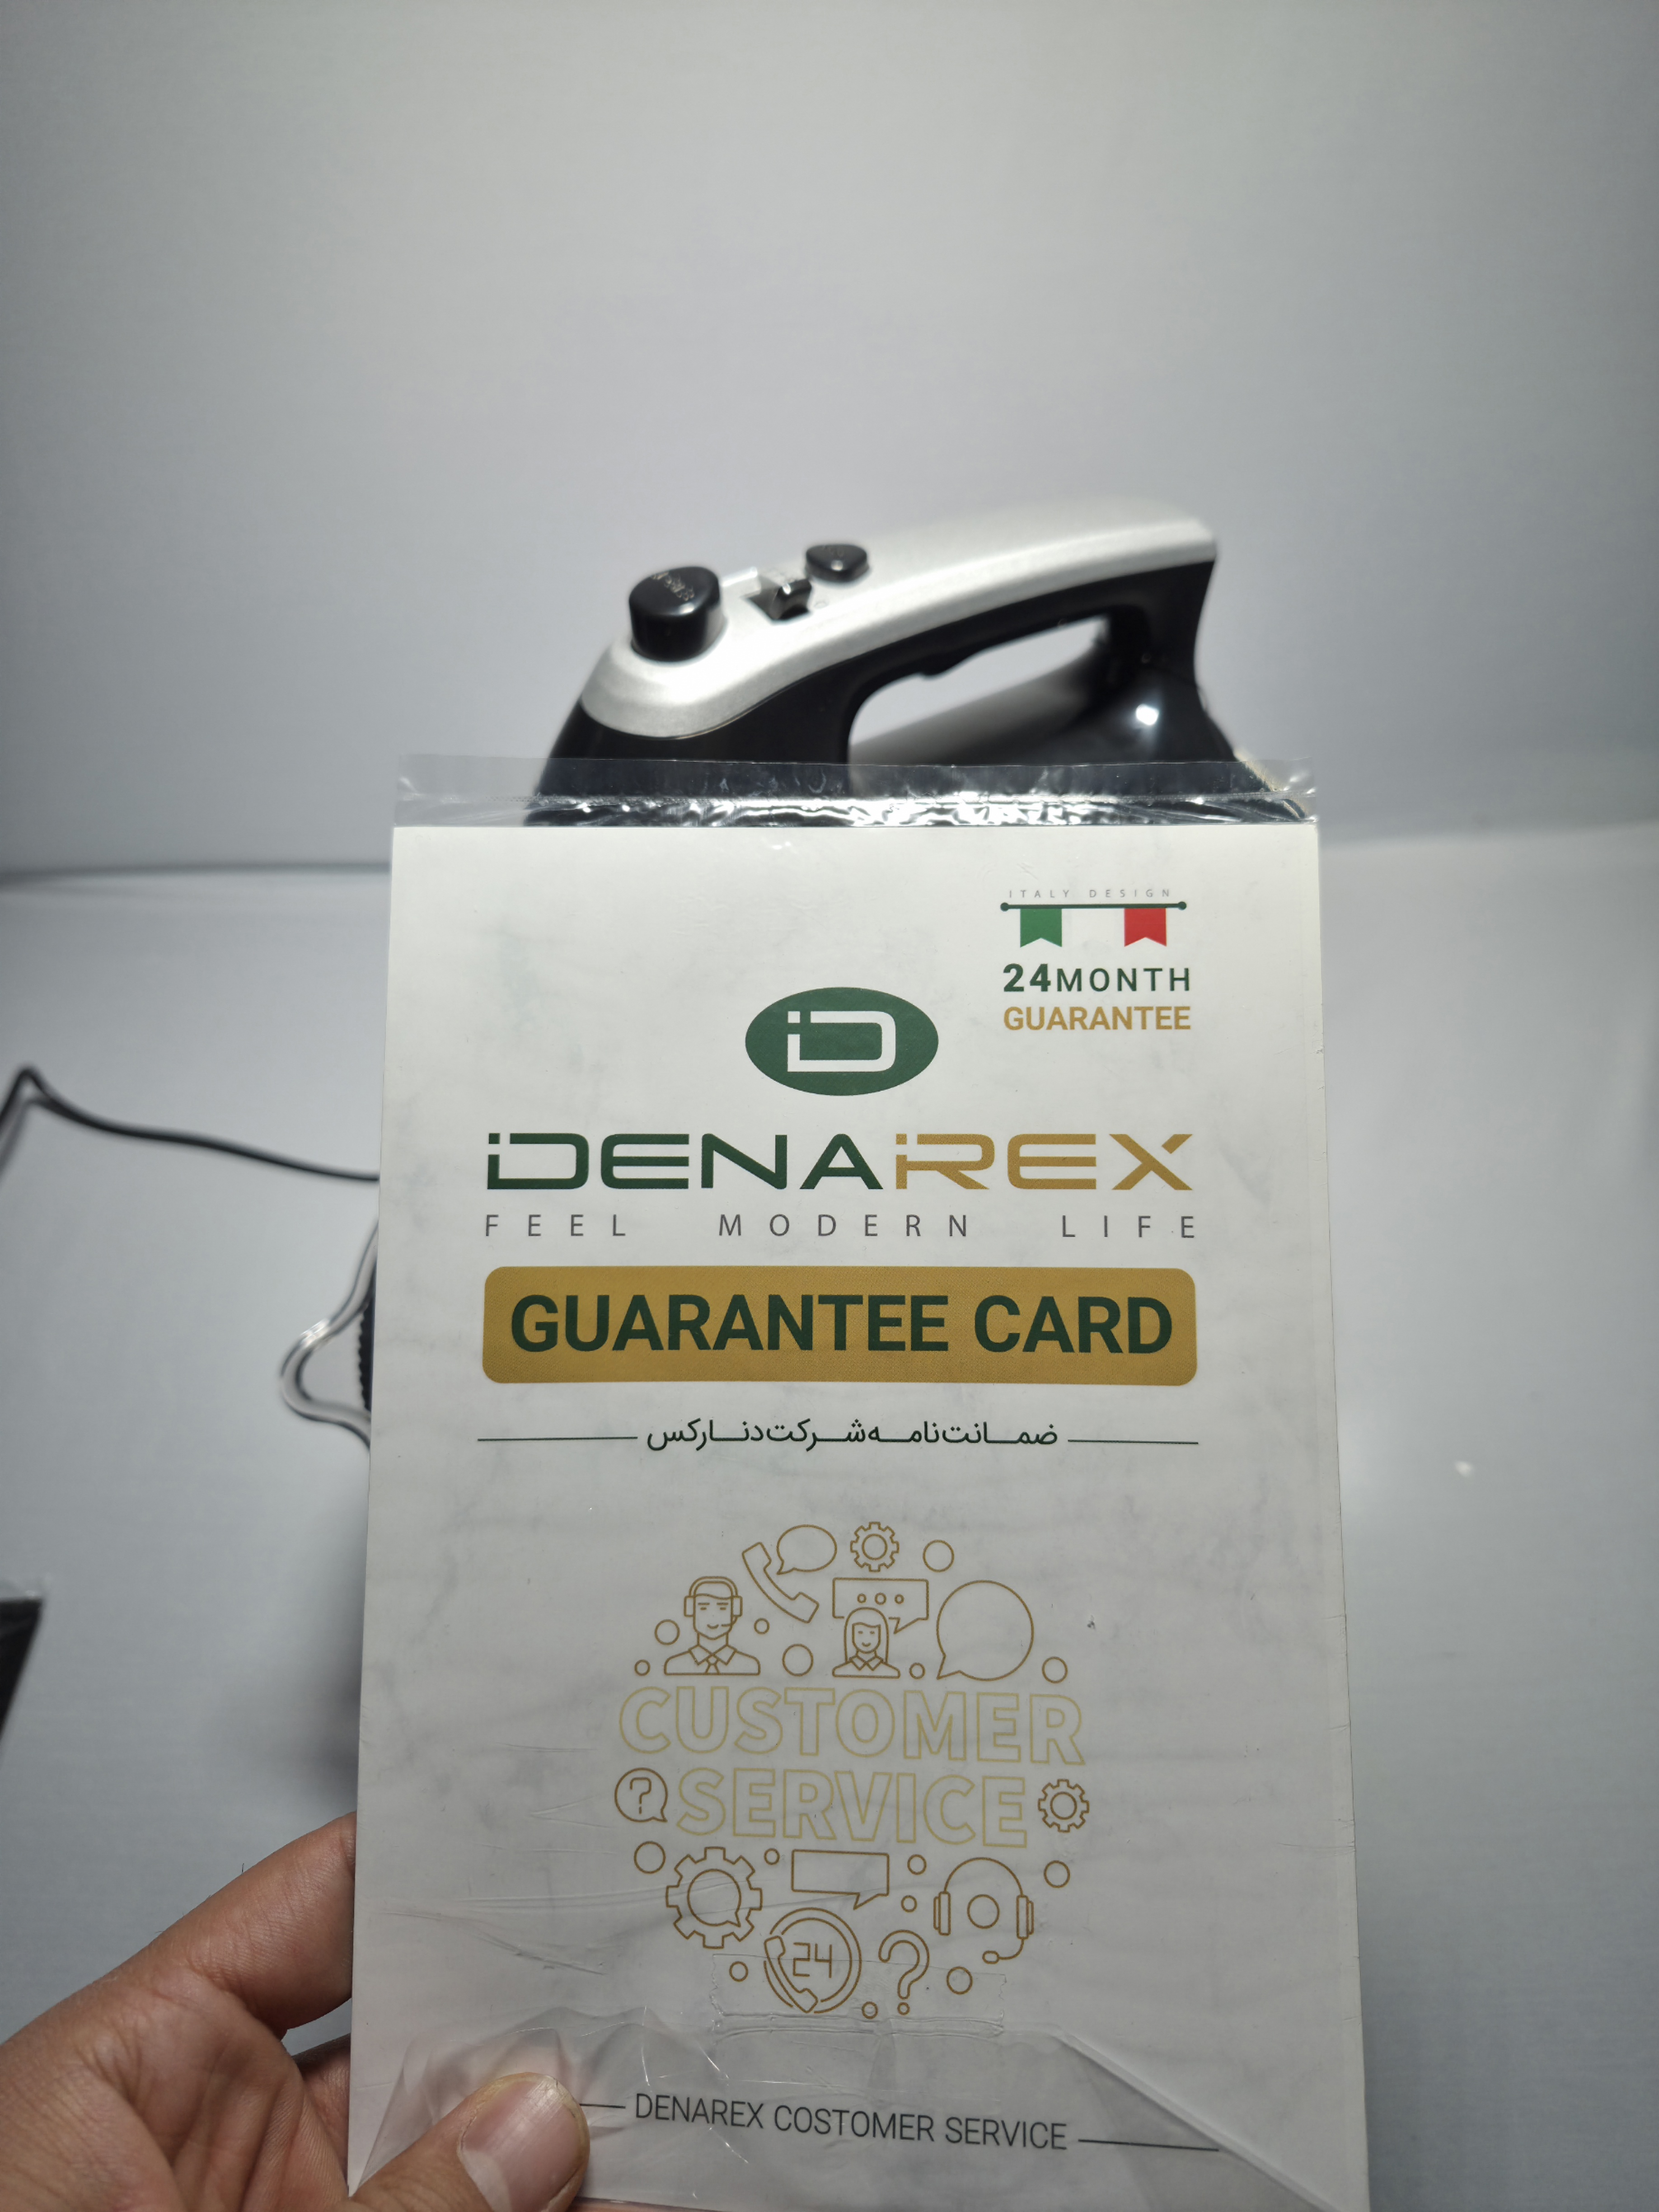 ITALY DESIGN
24MONTH
GUARANTEE
DENAREX
FEEL MODERN LIFE
GUARANTEE CARD
ضمانت‌نامه شرکت دنارکس
CUSTOMER
SERVICE
24
DENAREX COSTOMER SERVICE